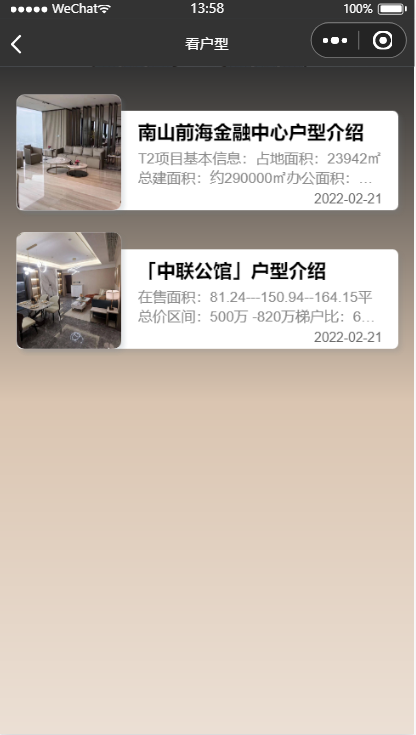 WeChat
13:58
100%
看户型
南山前海金融中心户型介绍
T2项目基本信息：占地面积：23942㎡
总建面积：约290000㎡办公面积：...
2022-02-21
「中联公馆」户型介绍
在售面积：81.24---150.94--164.15平
总价区间：500万 -820万梯户比：6...
2022-02-21